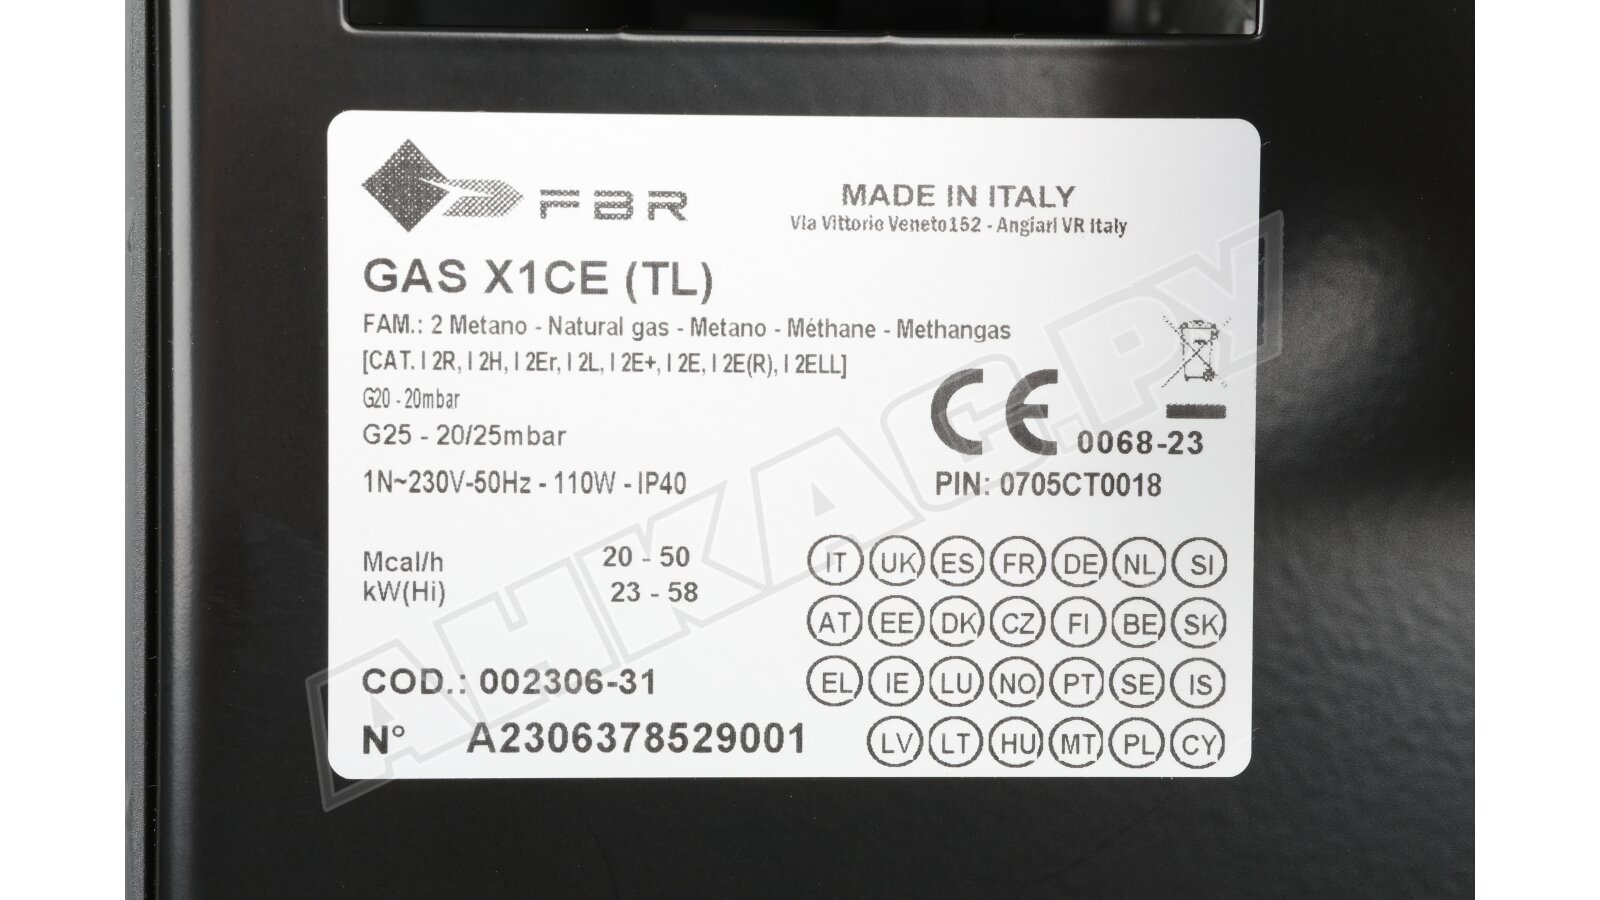 FBR
MADE IN ITALY
Via Vittorio Veneto152 - Angiari VR Italy
GAS X1CE (TL)
FAM.: 2 Metano - Natural gas - Metano - Méthane - Methangas
[CAT. I 2R, I 2H, I 2Er, I 2L, I 2E+, I 2E, I 2E(R), I 2ELL]
G20 - 20mbar
G25 - 20/25mbar
CE 0068-23
1N~230V-50Hz - 110W - IP40
PIN: 0705CT0018
Mcal/h 20 - 50
kW(Hi) 23 - 58
IT UK ES FR DE NL SI
AT EE DK CZ FI BE SK
EL IE LU NO PT SE IS
LV LT HU MT PL CY
COD.: 002306-31
N° A2306378529001
АНКАС.РУ